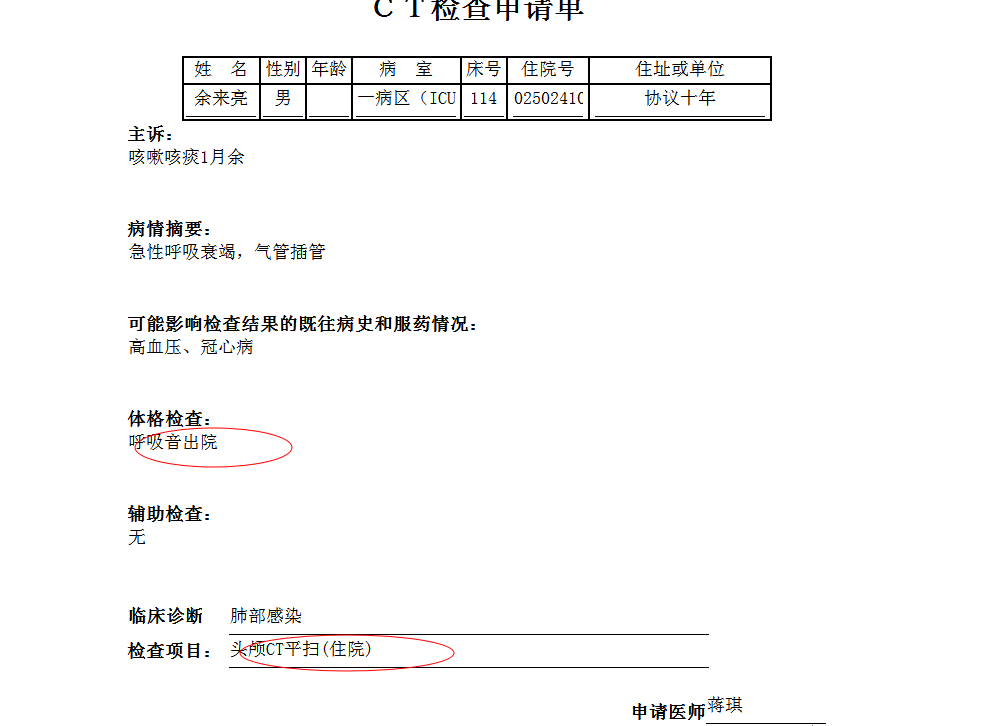 CT检查申请单
姓 名 性别 年龄 病 室 床号 住院号 住址或单位
余来亮 男 一病区（ICU 114 02502410 协议十年
主诉：
咳嗽咳痰1月余
病情摘要：
急性呼吸衰竭，气管插管
可能影响检查结果的既往病史和服药情况：
高血压、冠心病
体格检查：
呼吸音出院
辅助检查：
无
临床诊断 肺部感染
检查项目： 头颅CT平扫(住院)
申请医师 蒋琪